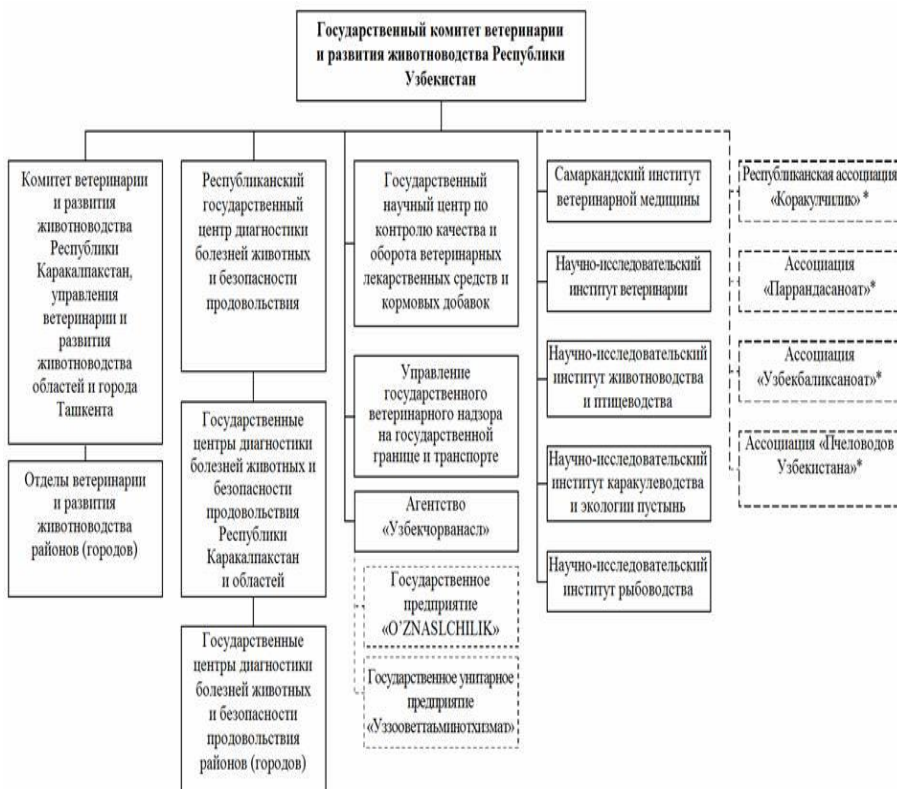 Государственный комитет ветеринарии
и развития животноводства Республики
Узбекистан
Комитет ветеринарии
и развития
животноводства
Республики
Каракалпакстан,
управления
ветеринарии и
развития
животноводства
областей и города
Ташкента
Отделы ветеринарии
и развития
животноводства
районов (городов)
Республиканский
государственный
центр диагностики
болезней животных
и безопасности
продовольствия
Государственные
центры диагностики
болезней животных и
безопасности
продовольствия
Республики
Каракалпакстан
и областей
Государственные
центры диагностики
болезней животных
и безопасности
продовольствия
районов (городов)
Государственный
научный центр по
контролю качества и
оборота ветеринарных
лекарственных средств и
кормовых добавок
Управление
государственного
ветеринарного надзора
на государственной
границе и транспорте
Агентство
«Узбекчорванасл»
Государственное
предприятие
«O’ZNASLCHILIK»
Государственное унитарное
предприятие
«Уззооветтаьминотхизмат»
Самаркандский институт
ветеринарной медицины
Научно-исследовательский
институт ветеринарии
Научно-исследовательский
институт животноводства
и птицеводства
Научно-исследовательский
институт каракулеводства
и экологии пустынь
Научно-исследовательский
институт рыбоводства
Республиканская ассоциация
«Коракулчилик» *
Ассоциация
«Паррандасаноат»*
Ассоциация
«Узбекбаликсаноат»*
Ассоциация «Пчеловодов
Узбекистана»*